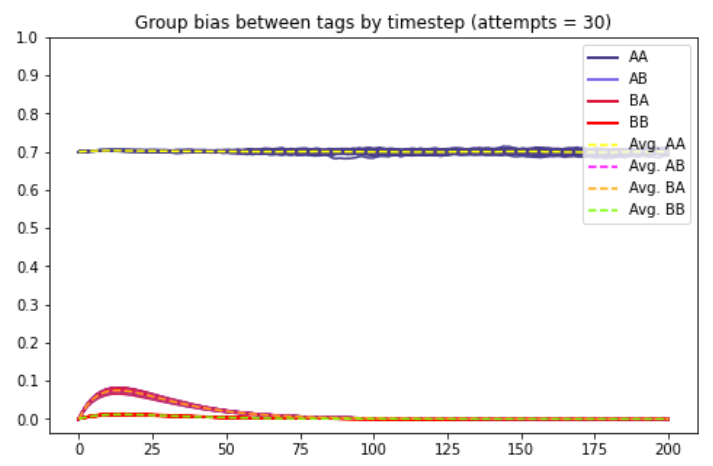 Group bias between tags by timestep (attempts = 30)
1.0
0.9
0.8
0.7
0.6
0.5
0.4
0.3
0.2
0.1
0.0
AA
AB
BA
BB
Avg. AA
Avg. AB
Avg. BA
Avg. BB
0 25 50 75 100 125 150 175 200